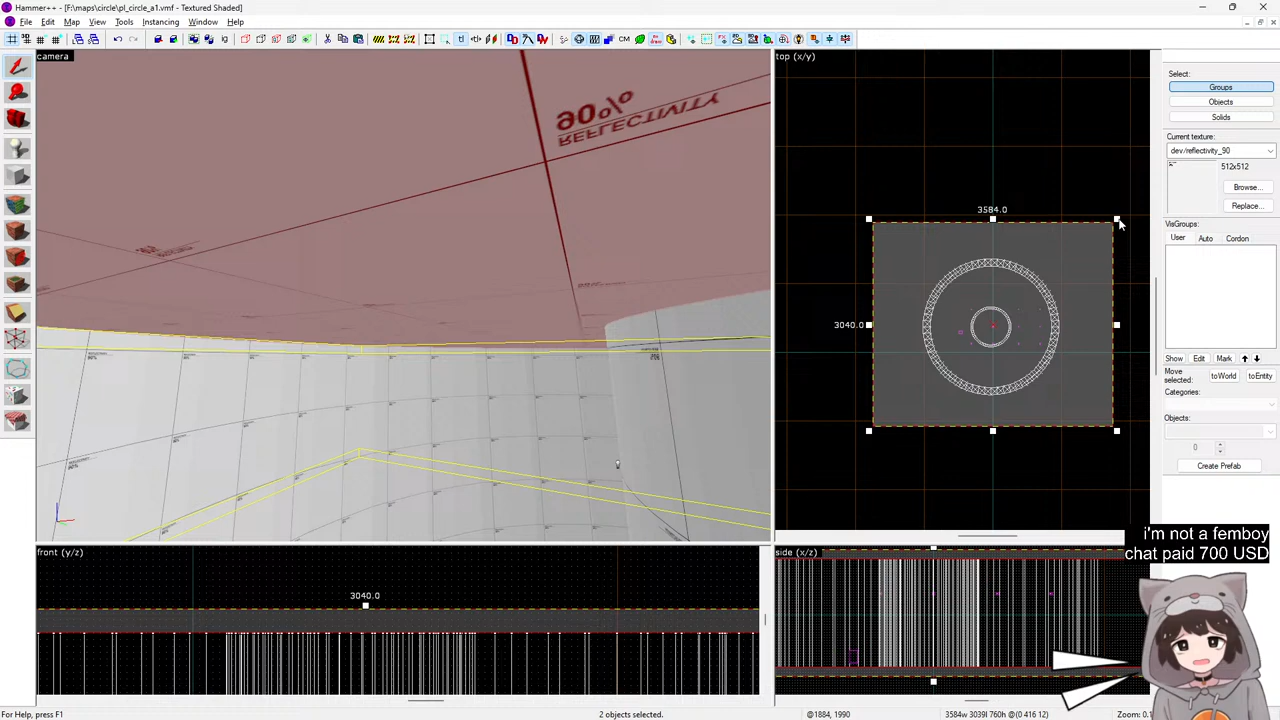 Hammer++ - [F:\maps\circle\pl_circle_a1.vmf - Textured Shaded]
File Edit Map View Tools Instancing Window Help
camera
90%
REFLECTIVITY
top (x/y)
3584.0
3040.0
Select:
Groups
Objects
Solids
Current texture:
dev/reflectivity_90
512x512
Browse...
Replace...
VisGroups:
User Auto Cordon
Show Edit Mark
Move selected: toWorld toEntity
Categories:
Objects:
0
Create Prefab
i'm not a femboy
chat paid 700 USD
front (y/z)
3040.0
side (x/z)
For Help, press F1
2 objects selected.
@1884, 1990
3584w 3039l 760h @(0 416 12)